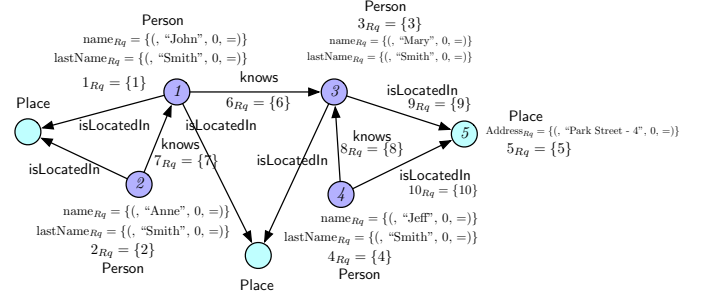 Person
name_Rq = {(, “John”, 0, =)}
lastName_Rq = {(, “Smith”, 0, =)}
1_Rq = {1}
Place
1
knows
6_Rq = {6}
Person
3_Rq = {3}
name_Rq = {(, “Mary”, 0, =)}
lastName_Rq = {(, “Smith”, 0, =)}
3
isLocatedIn
9_Rq = {9}
Place
Address_Rq = {(, “Park Street - 4”, 0, =)}
5_Rq = {5}
5
isLocatedIn
isLocatedIn
knows
7_Rq = {7}
isLocatedIn
2
isLocatedIn
knows
8_Rq = {8}
4
isLocatedIn
10_Rq = {10}
name_Rq = {(, “Anne”, 0, =)}
lastName_Rq = {(, “Smith”, 0, =)}
2_Rq = {2}
Person
name_Rq = {(, “Jeff”, 0, =)}
lastName_Rq = {(, “Smith”, 0, =)}
4_Rq = {4}
Person
Place